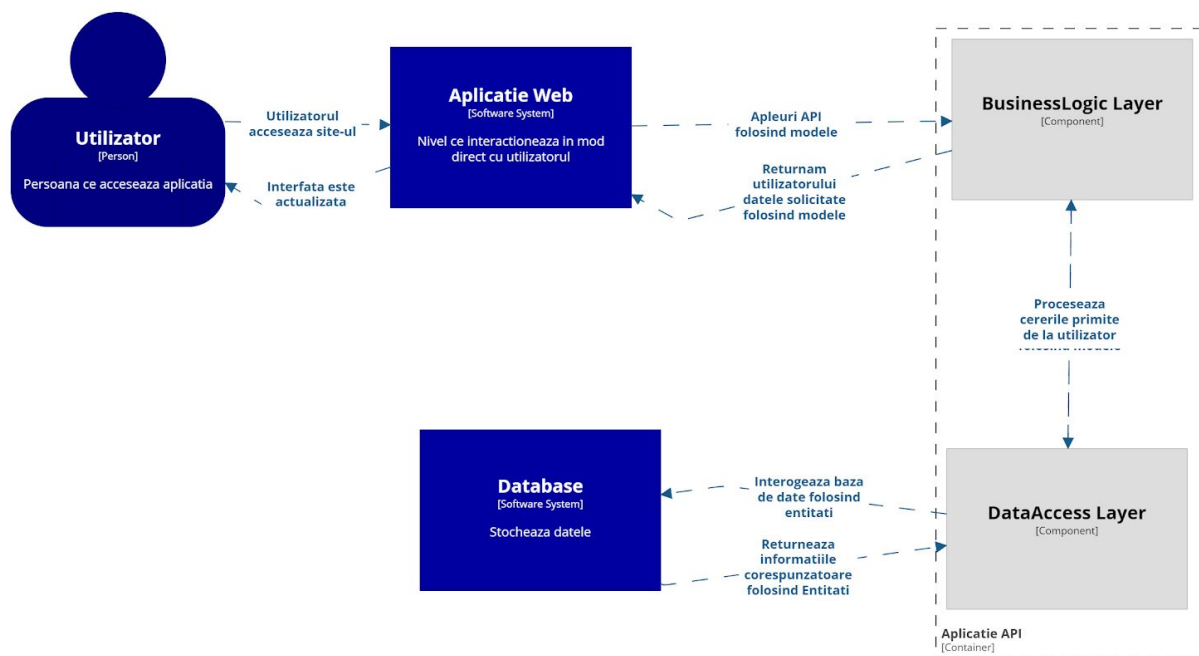 Utilizator
[Person]
Persoana ce acceseaza aplicatia
Utilizatorul
acceseaza site-ul
Interfata este
actualizata
Aplicatie Web
[Software System]
Nivel ce interactioneaza in mod
direct cu utilizatorul
Apleuri API
folosind modele
Returnam
utilizatorului
datele solicitate
folosind modele
BusinessLogic Layer
[Component]
Proceseaza
cererile primite
de la utilizator
folosind modele
Database
[Software System]
Stocheaza datele
Interogeaza baza
de date folosind
entitati
Returneaza
informatiile
corespunzatoare
folosind Entitati
DataAccess Layer
[Component]
Aplicatie API
[Container]